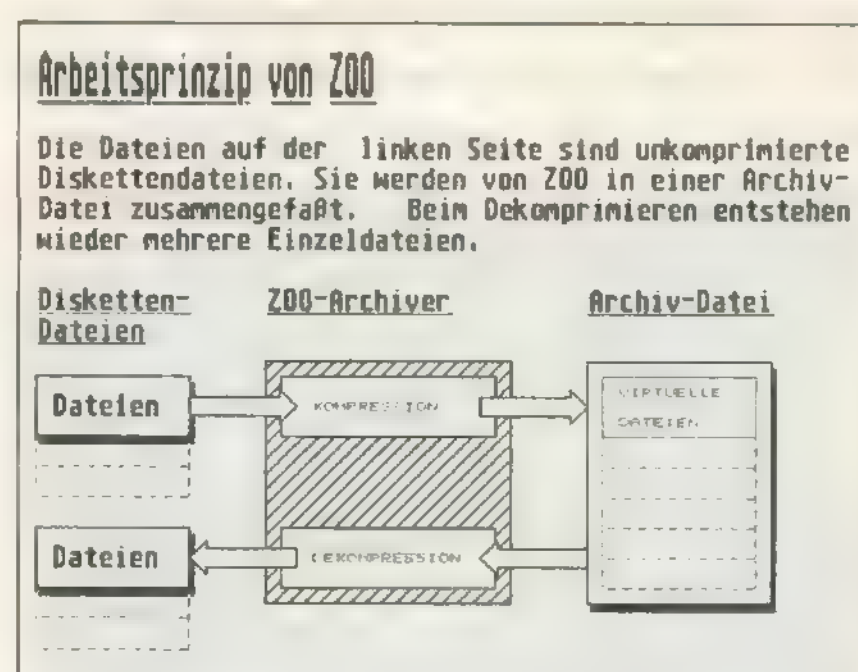 Arbeitsprinzip von ZOO
Die Dateien auf der linken Seite sind unkomprimierte
Diskettendateien. Sie werden von ZOO in einer Archiv-
Datei zusammengefaßt. Beim Dekomprimieren entstehen
wieder mehrere Einzeldateien.
Disketten-
Dateien
ZOO-Archiver
Archiv-Datei
Dateien
KOMPRESSION
VIRTUELLE
DATEIEN
Dateien
DEKOMPRESSION